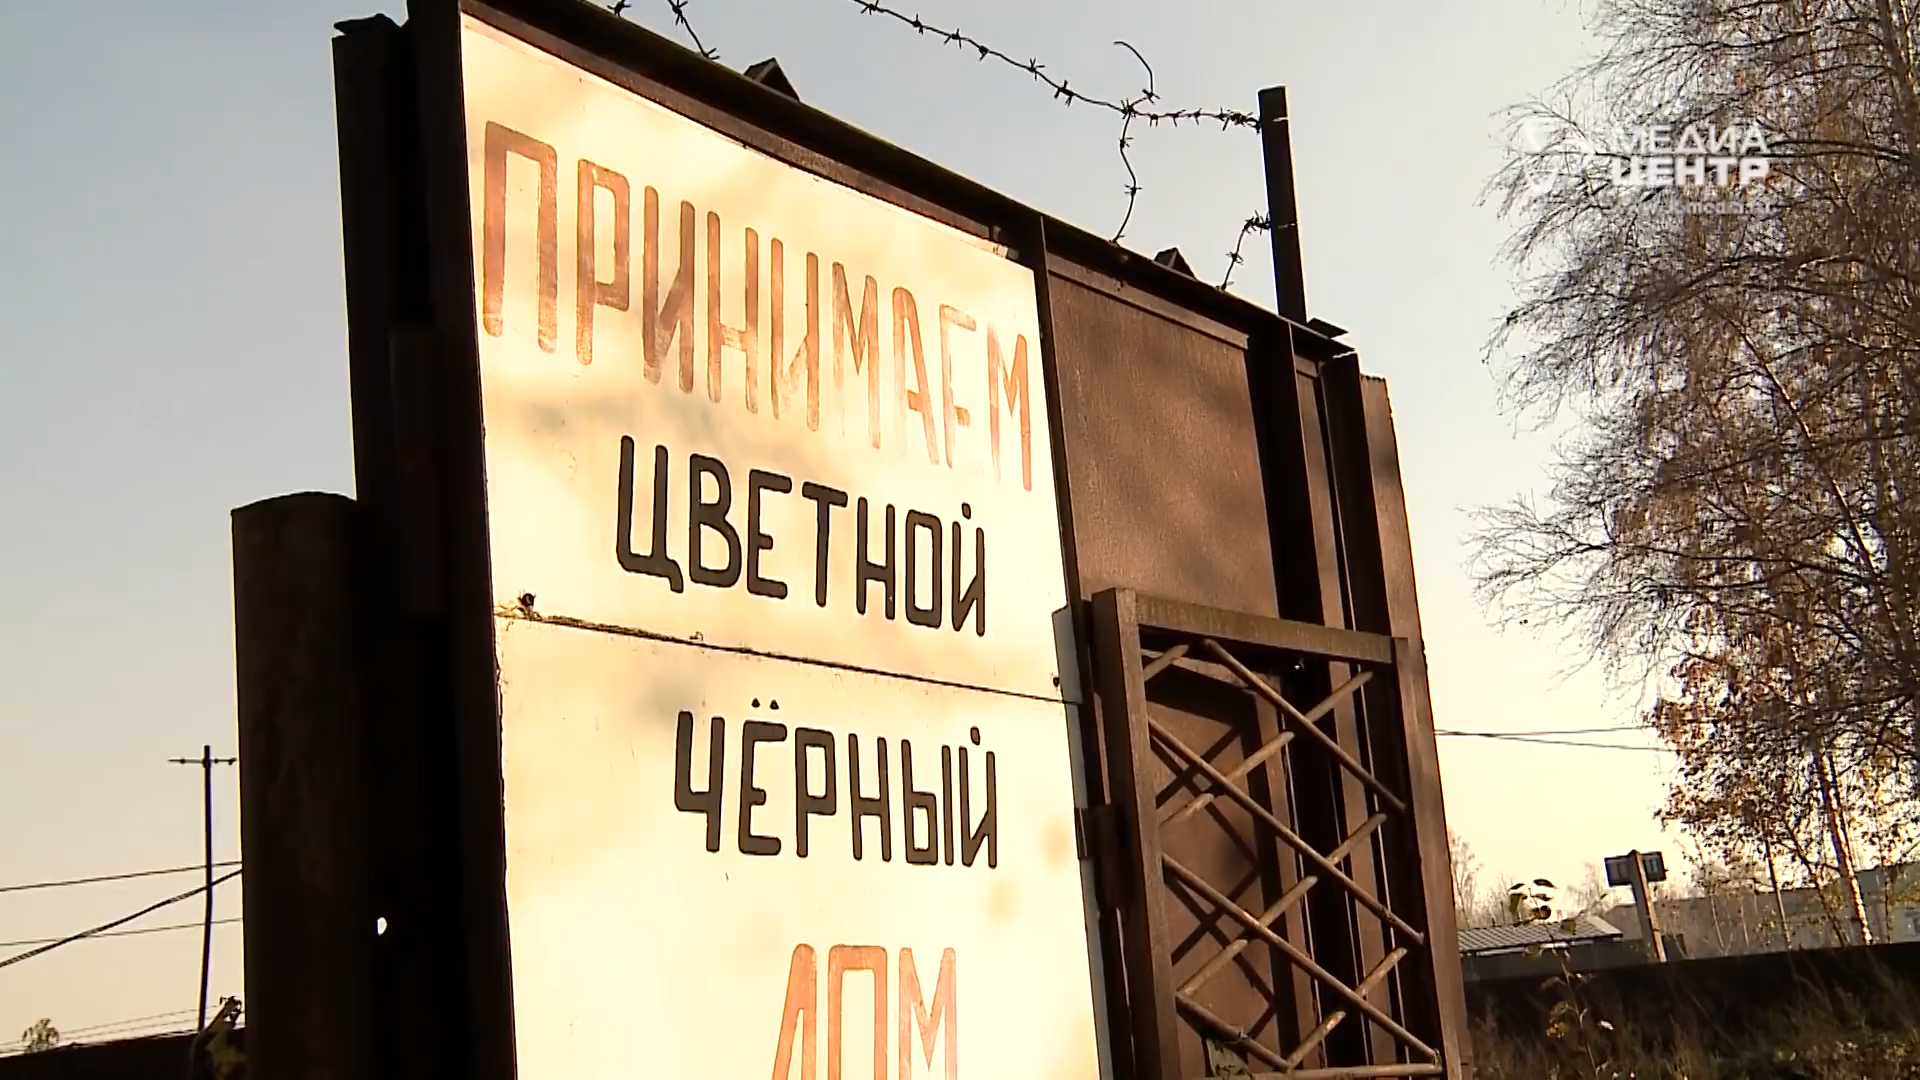 МЕДИА
ЦЕНТР
ПРИНИМАЕМ
ЦВЕТНОЙ
ЧЁРНЫЙ
ЛОМ